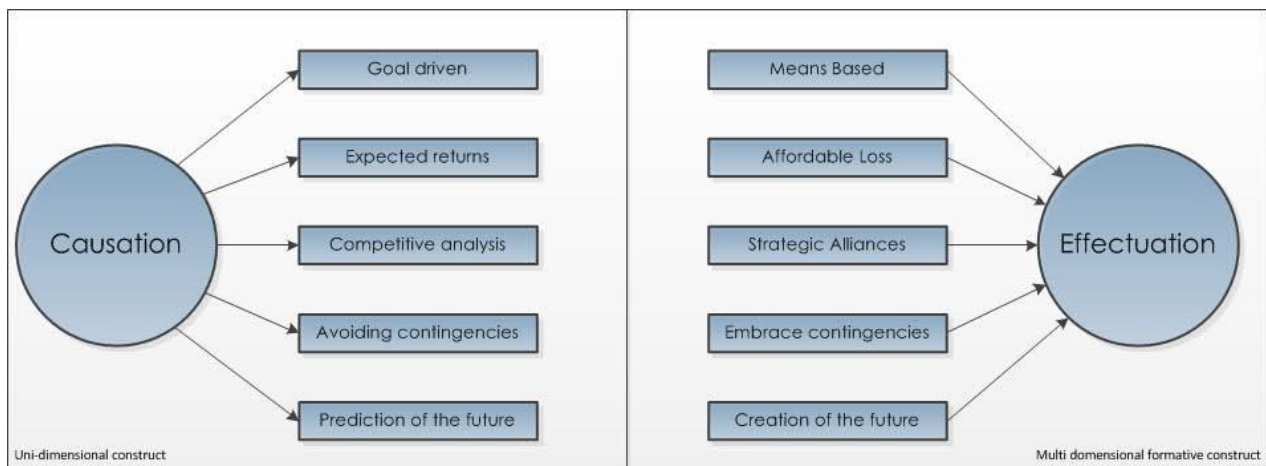 Causation
Goal driven
Expected returns
Competitive analysis
Avoiding contingencies
Prediction of the future
Uni-dimensional construct
Means Based
Affordable Loss
Strategic Alliances
Embrace contingencies
Creation of the future
Effectuation
Multi domensional formative construct